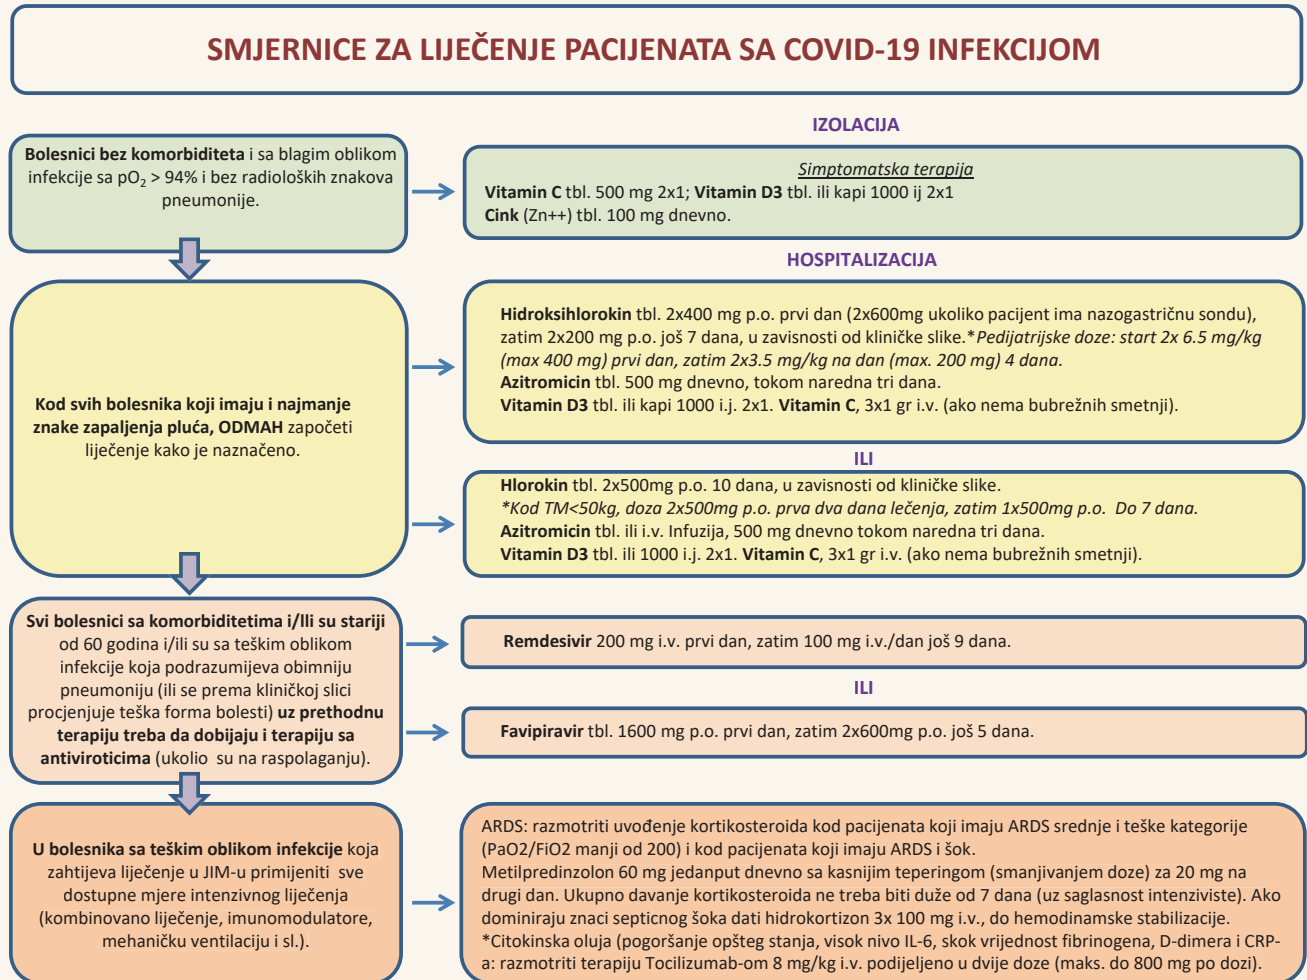 SMJERNICE ZA LIJEČENJE PACIJENATA SA COVID-19 INFEKCIJOM
Bolesnici bez komorbiditeta i sa blagim oblikom
infekcije sa pO₂ > 94% i bez radioloških znakova
pneumonije.
IZOLACIJA
Simptomatska terapija
Vitamin C tbl. 500 mg 2x1; Vitamin D3 tbl. ili kapi 1000 ij 2x1
Cink (Zn++) tbl. 100 mg dnevno.
Kod svih bolesnika koji imaju i najmanje
znake zapaljenja pluća, ODMAH započeti
liječenje kako je naznačeno.
HOSPITALIZACIJA
Hidroksihlorokin tbl. 2x400 mg p.o. prvi dan (2x600mg ukoliko pacijent ima nazogastričnu sondu),
zatim 2x200 mg p.o. još 7 dana, u zavisnosti od kliničke slike.*Pedijatrijske doze: start 2x 6.5 mg/kg
(max 400 mg) prvi dan, zatim 2x3.5 mg/kg na dan (max. 200 mg) 4 dana.
Azitromicin tbl. 500 mg dnevno, tokom naredna tri dana.
Vitamin D3 tbl. ili kapi 1000 i.j. 2x1. Vitamin C, 3x1 gr i.v. (ako nema bubrežnih smetnji).
ILI
Hlorokin tbl. 2x500mg p.o. 10 dana, u zavisnosti od kliničke slike.
*Kod TM<50kg, doza 2x500mg p.o. prva dva dana lečenja, zatim 1x500mg p.o. Do 7 dana.
Azitromicin tbl. ili i.v. Infuzija, 500 mg dnevno tokom naredna tri dana.
Vitamin D3 tbl. ili 1000 i.j. 2x1. Vitamin C, 3x1 gr i.v. (ako nema bubrežnih smetnji).
Svi bolesnici sa komorbiditetima i/Ili su stariji
od 60 godina i/ili su sa teškim oblikom
infekcije koja podrazumijeva obimniju
pneumoniju (ili se prema kliničkoj slici
procjenjuje teška forma bolesti) uz prethodnu
terapiju treba da dobijaju i terapiju sa
antiviroticima (ukolio su na raspolaganju).
Remdesivir 200 mg i.v. prvi dan, zatim 100 mg i.v./dan još 9 dana.
ILI
Favipiravir tbl. 1600 mg p.o. prvi dan, zatim 2x600mg p.o. još 5 dana.
U bolesnika sa teškim oblikom infekcije koja
zahtijeva liječenje u JIM-u primijeniti sve
dostupne mjere intenzivnog liječenja
(kombinovano liječenje, imunomodulatore,
mehaničku ventilaciju i sl.).
ARDS: razmotriti uvođenje kortikosteroida kod pacijenata koji imaju ARDS srednje i teške kategorije
(PaO2/FiO2 manji od 200) i kod pacijenata koji imaju ARDS i šok.
Metilpredinzolon 60 mg jedanput dnevno sa kasnijim teperingom (smanjivanjem doze) za 20 mg na
drugi dan. Ukupno davanje kortikosteroida ne treba biti duže od 7 dana (uz saglasnost intenziviste). Ako
dominiraju znaci septicnog šoka dati hidrokortizon 3x 100 mg i.v., do hemodinamske stabilizacije.
*Citokinska oluja (pogoršanje opšteg stanja, visok nivo IL-6, skok vrijednost fibrinogena, D-dimera i CRP-
a: razmotriti terapiju Tocilizumab-om 8 mg/kg i.v. podijeljeno u dvije doze (maks. do 800 mg po dozi).